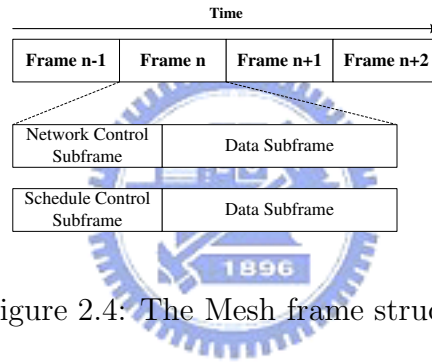 Time
Frame n-1 Frame n Frame n+1 Frame n+2
Network Control Subframe Data Subframe
Schedule Control Subframe Data Subframe
1896
igure 2.4: The Mesh frame struc